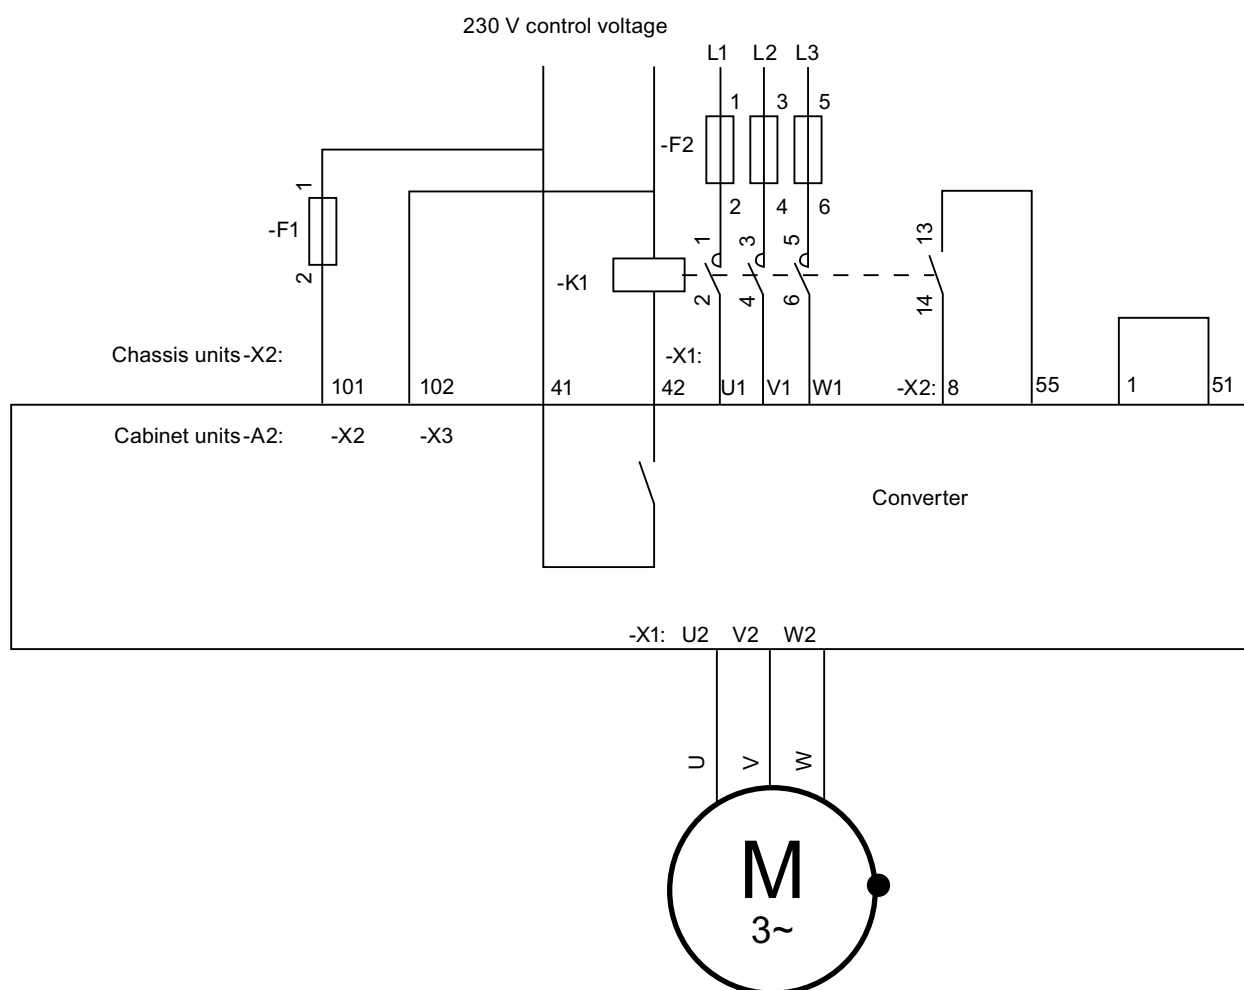 230 V control voltage
L1 L2 L3
1 3 5
-F2
2 4 6
1
-F1
2
1 3 5 13
-K1
2 4 6 14
Chassis units -X2:
-X1:
101 102 41 42 U1 V1 W1 -X2: 8 55 1 51
Cabinet units -A2: -X2 -X3
Converter
-X1: U2 V2 W2
U V W
M
3~